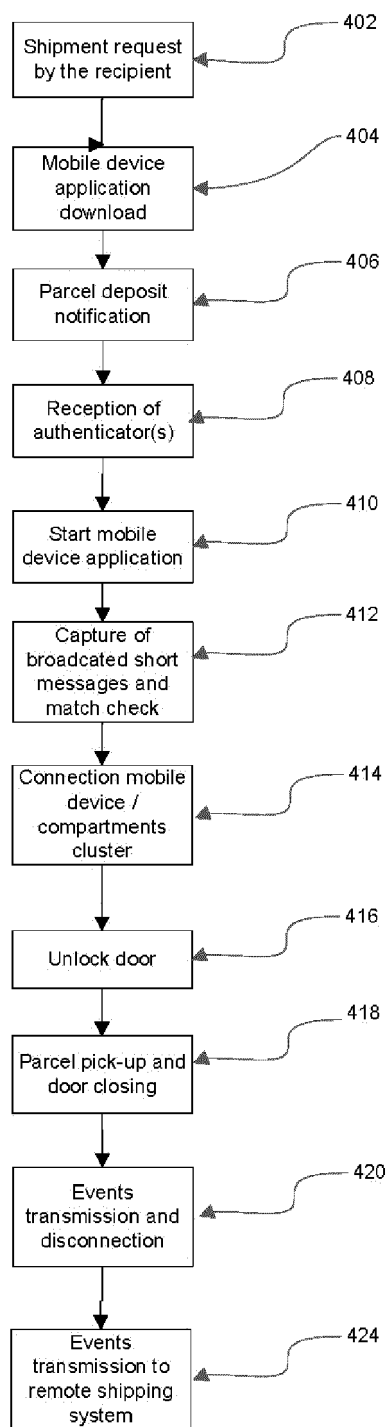 Shipment request
by the recipient
402
Mobile device
application
download
404
Parcel deposit
notification
406
Reception of
authenticator(s)
408
Start mobile
device application
410
Capture of
broadcated short
messages and
match check
412
Connection mobile
device /
compartments
cluster
414
Unlock door
416
Parcel pick-up and
door closing
418
Events
transmission and
disconnection
420
Events
transmission to
remote shipping
system
424